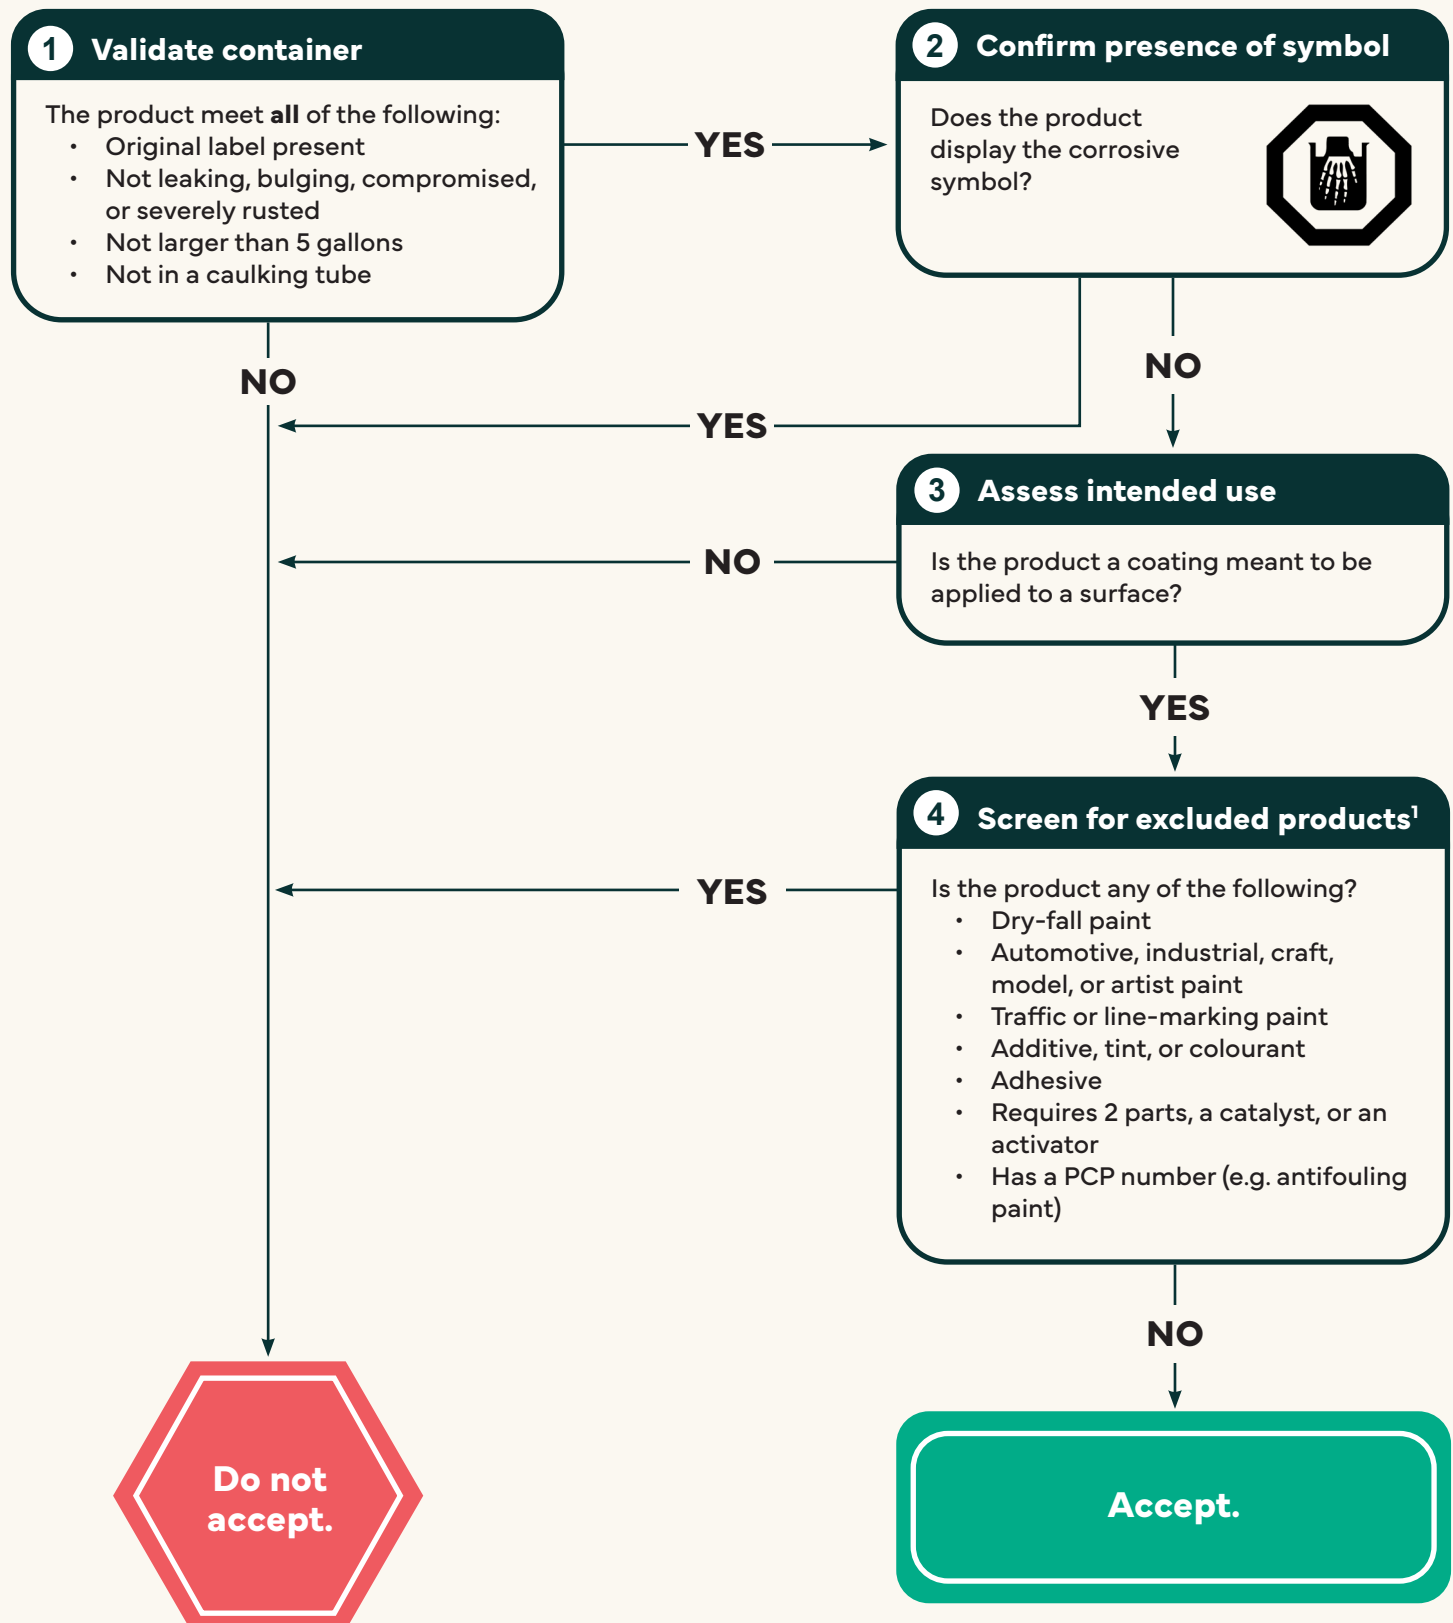 1 Validate container
The product meet all of the following:
• Original label present
• Not leaking, bulging, compromised,
or severely rusted
• Not larger than 5 gallons
• Not in a caulking tube
YES
2 Confirm presence of symbol
Does the product
display the corrosive
symbol?
NO
NO
YES
3 Assess intended use
Is the product a coating meant to be
applied to a surface?
NO
YES
4 Screen for excluded products¹
Is the product any of the following?
• Dry-fall paint
• Automotive, industrial, craft,
model, or artist paint
• Traffic or line-marking paint
• Additive, tint, or colourant
• Adhesive
• Requires 2 parts, a catalyst, or an
activator
• Has a PCP number (e.g. antifouling
paint)
YES
NO
Do not
accept.
Accept.